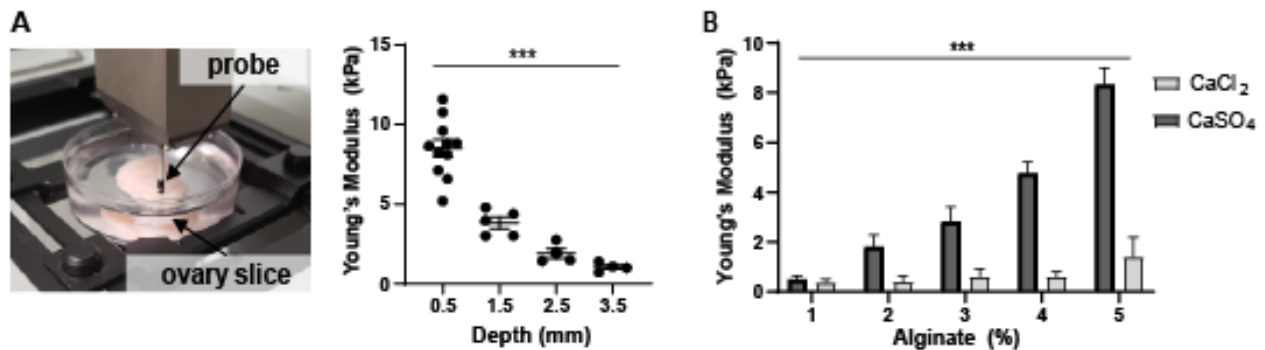 A
probe
ovary slice
Young's Modulus (kPa)
15
10
5
0
***
0.5 1.5 2.5 3.5
Depth (mm)
B
Young's Modulus (kPa)
10
8
6
4
2
0
***
1 2 3 4 5
Alginate (%)
CaCl2
CaSO4